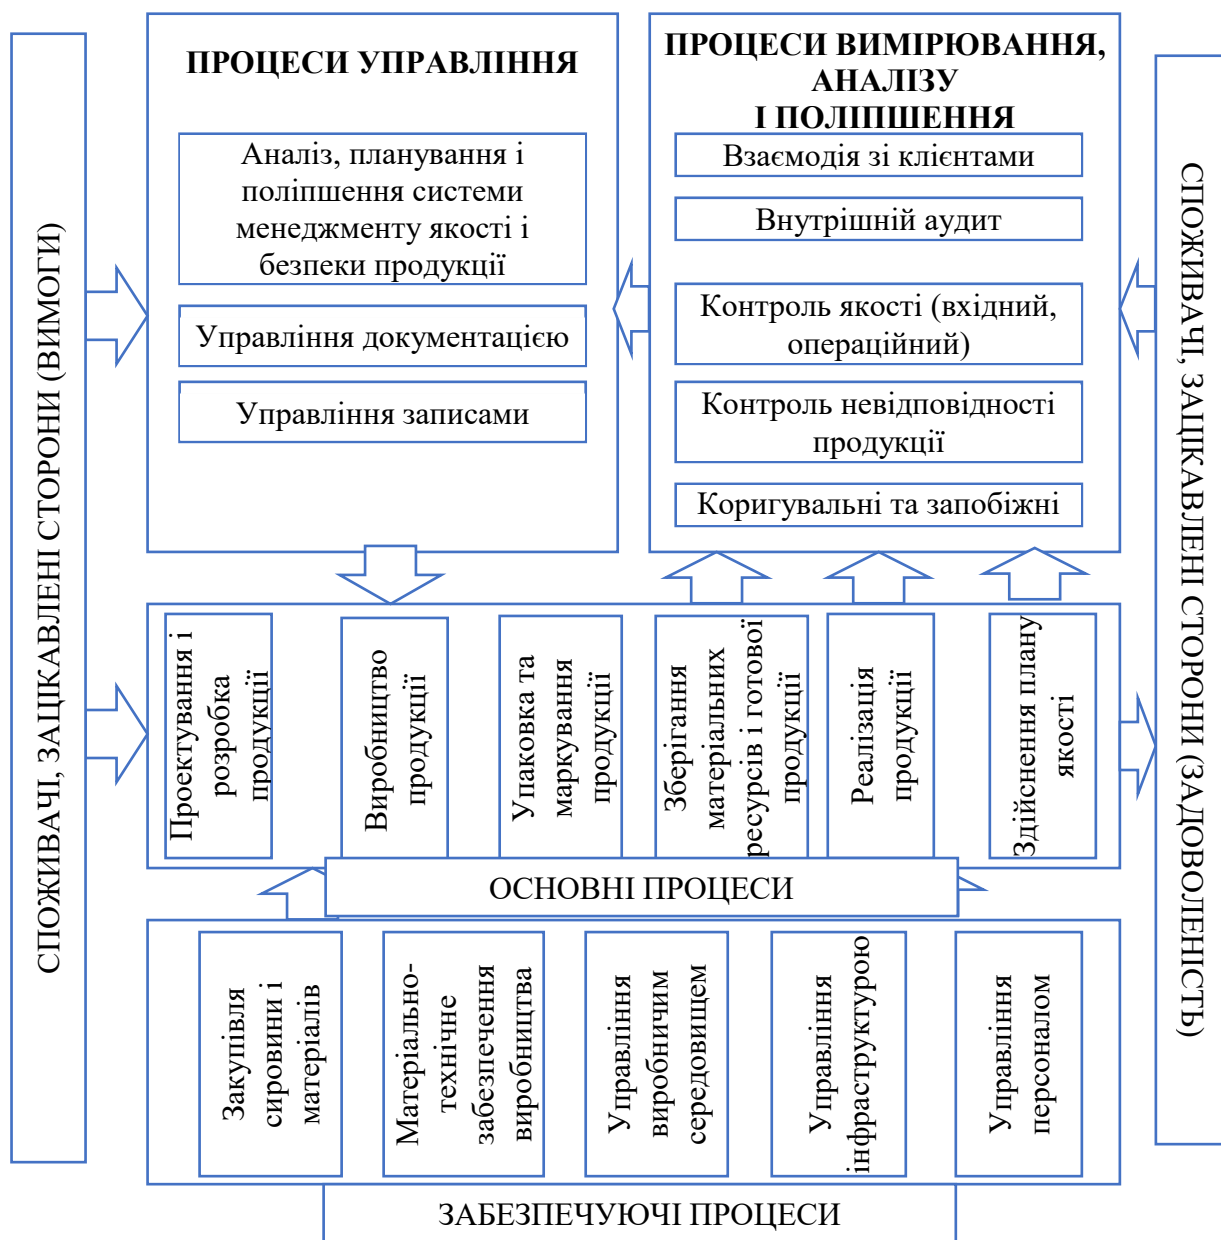 СПОЖИВАЧІ, ЗАЦІКАВЛЕНІ СТОРОНИ (ВИМОГИ)
ПРОЦЕСИ УПРАВЛІННЯ
Аналіз, планування і
поліпшення системи
менеджменту якості і
безпеки продукції
Управління документацією
Управління записами
ПРОЦЕСИ ВИМІРЮВАННЯ,
АНАЛІЗУ
І ПОЛІПШЕННЯ
Взаємодія зі клієнтами
Внутрішній аудит
Контроль якості (вхідний,
операційний)
Контроль невідповідності
продукції
Коригувальні та запобіжні
СПОЖИВАЧІ, ЗАЦІКАВЛЕНІ СТОРОНИ (ЗАДОВОЛЕНІСТЬ)
Проектування і
розробка
продукції
Виробництво
продукції
Упаковка та
маркування
продукції
Зберігання
матеріальних
ресурсів і готової
продукції
Реалізація
продукції
Здійснення плану
якості
ОСНОВНІ ПРОЦЕСИ
Закупівля
сировини і
матеріалів
Матеріально-
технічне
забезпечення
виробництва
Управління
виробничим
середовищем
Управління
інфраструктурою
Управління
персоналом
ЗАБЕЗПЕЧУЮЧІ ПРОЦЕСИ